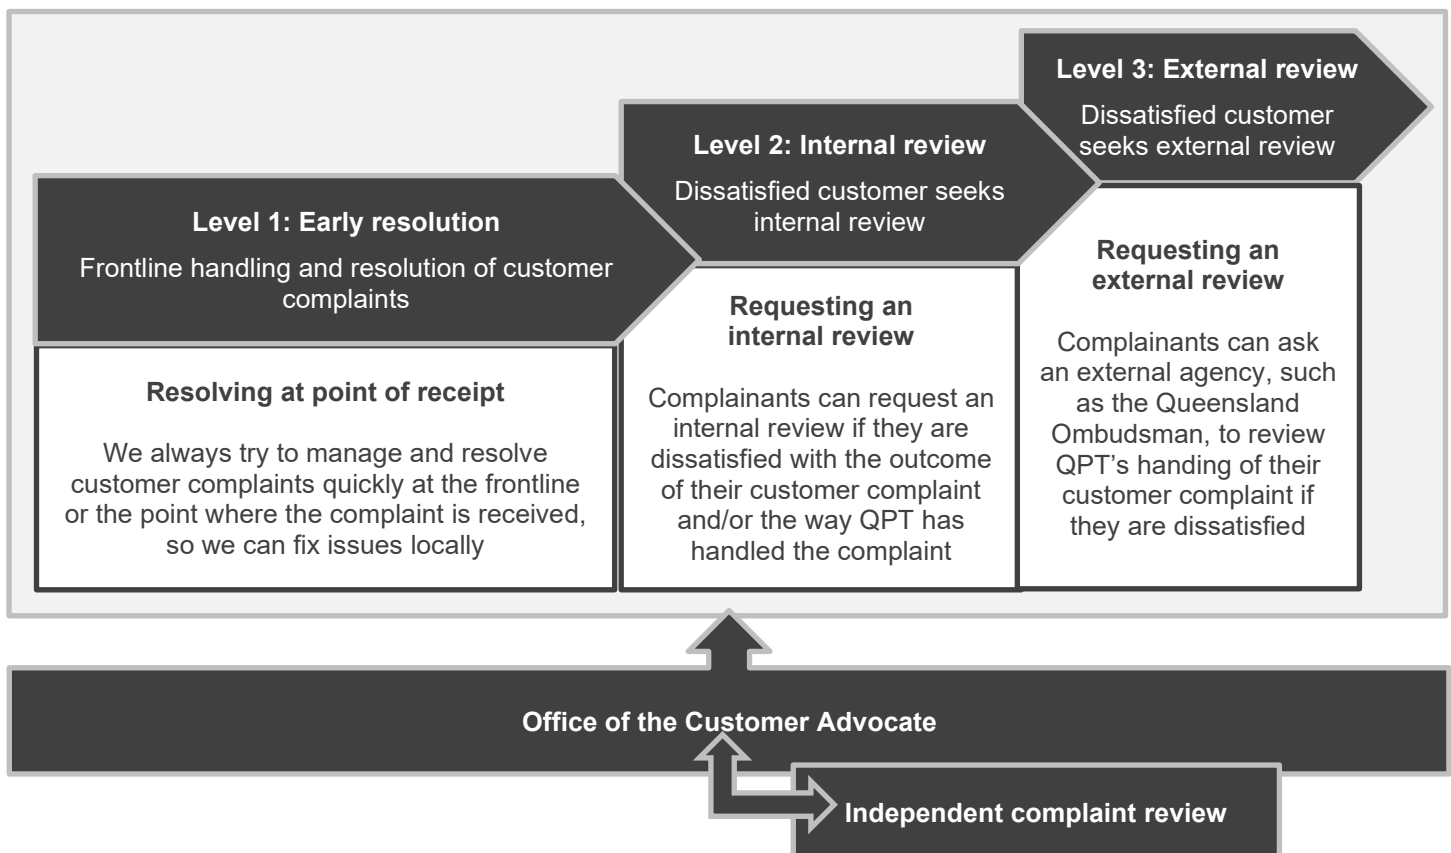 Level 1: Early resolution
Frontline handling and resolution of customer
complaints
Resolving at point of receipt
We always try to manage and resolve
customer complaints quickly at the frontline
or the point where the complaint is received,
so we can fix issues locally
Level 2: Internal review
Dissatisfied customer seeks
internal review
Requesting an
internal review
Complainants can request an
internal review if they are
dissatisfied with the outcome
of their customer complaint
and/or the way QPT has
handled the complaint
Level 3: External review
Dissatisfied customer
seeks external review
Requesting an
external review
Complainants can ask
an external agency, such
as the Queensland
Ombudsman, to review
QPT’s handing of their
customer complaint if
they are dissatisfied
Office of the Customer Advocate
Independent complaint review